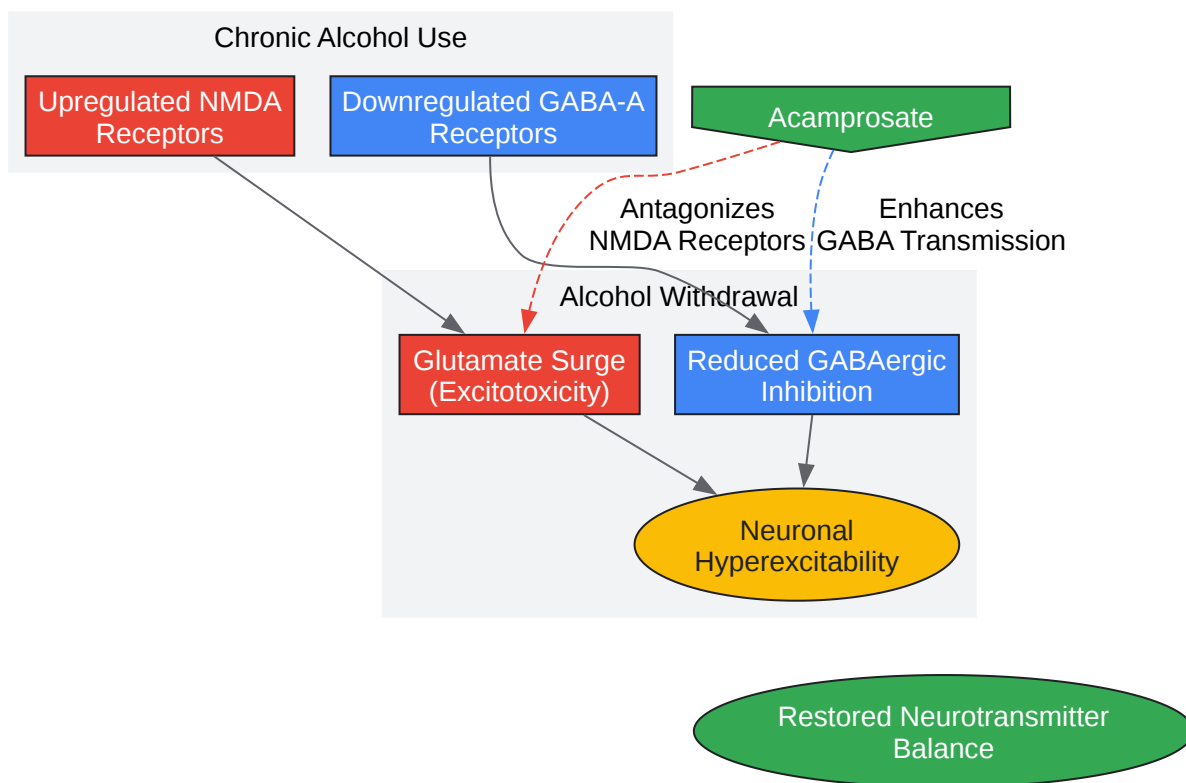 Chronic Alcohol Use
Upregulated NMDA
Receptors
Downregulated GABA-A
Receptors
Acamprosate
Antagonizes
NMDA Receptors
Enhances
GABA Transmission
Alcohol Withdrawal
Glutamate Surge
(Excitotoxicity)
Reduced GABAergic
Inhibition
Neuronal
Hyperexcitability
Restored Neurotransmitter
Balance